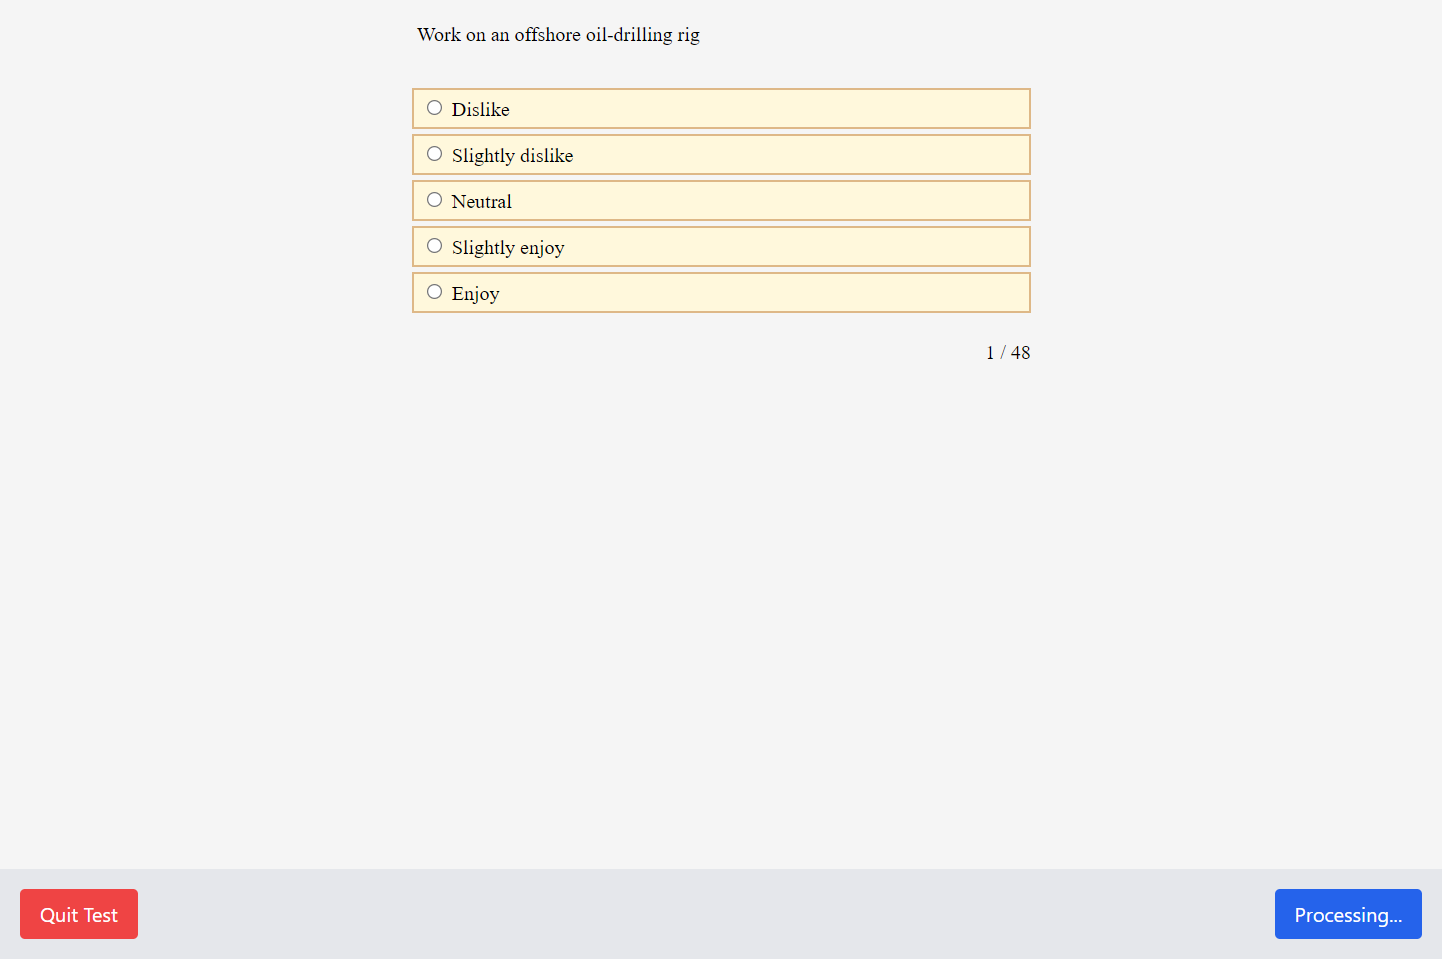 Work on an offshore oil-drilling rig
Dislike
Slightly dislike
Neutral
Slightly enjoy
Enjoy
1 / 48
Quit Test
Processing...